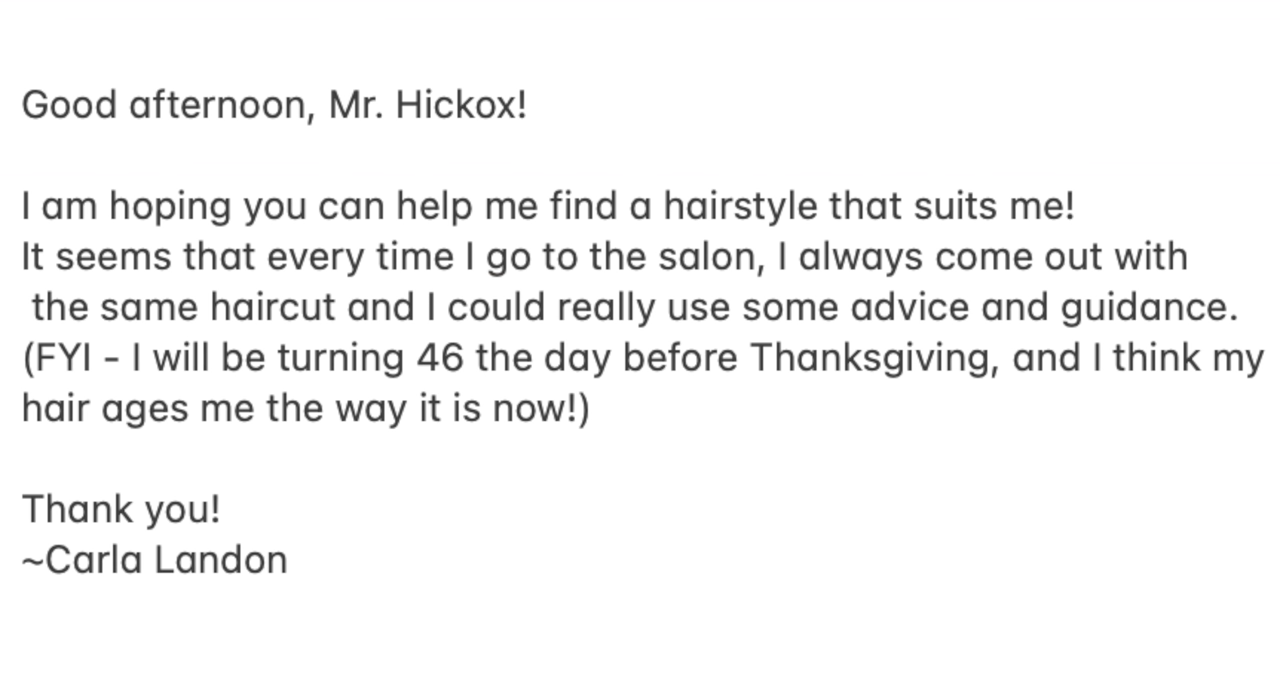 Good afternoon, Mr. Hickox!
I am hoping you can help me find a hairstyle that suits me!
It seems that every time I go to the salon, I always come out with
the same haircut and I could really use some advice and guidance.
(FYI - I will be turning 46 the day before Thanksgiving, and I think my
hair ages me the way it is now!)
Thank you!
~Carla Landon